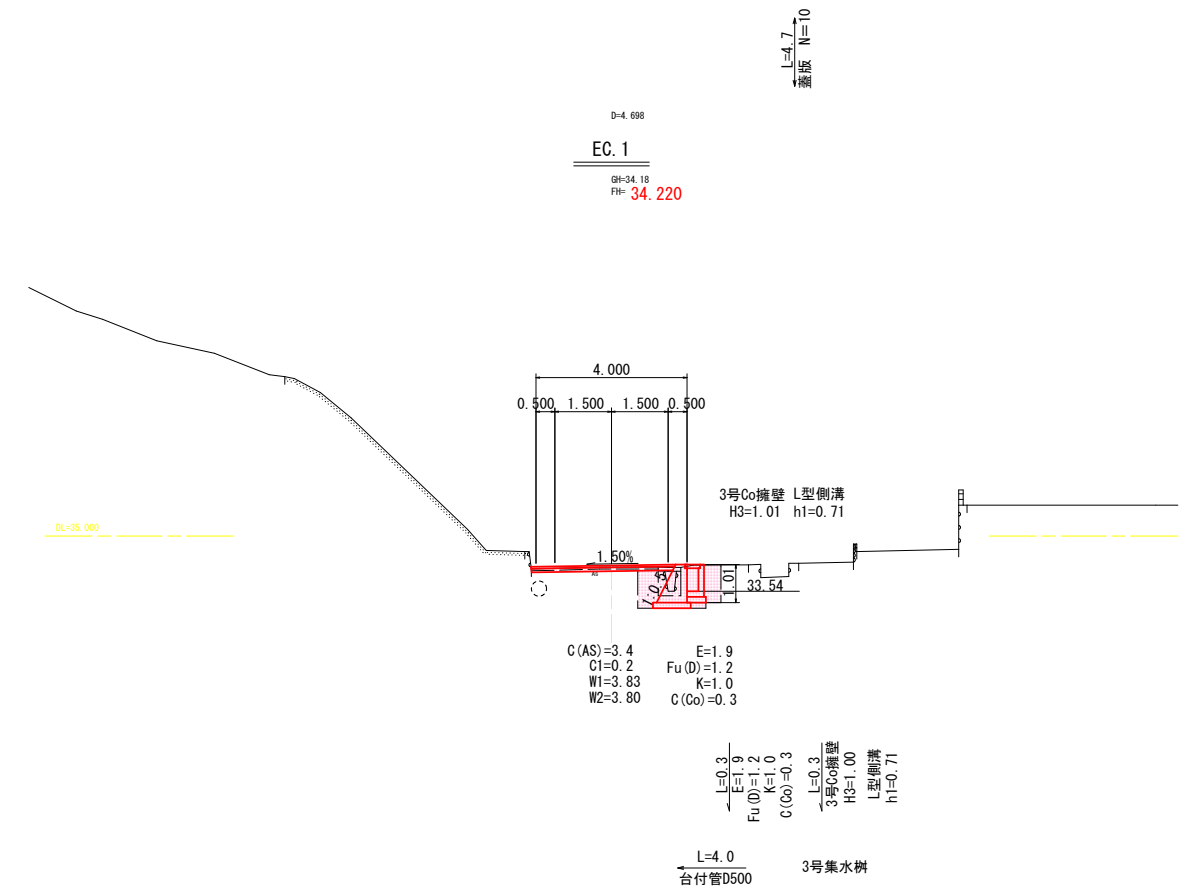 L=4.7
蓋版 N=10
D=4.698
EC.1
GH=34.18
FH= 34.220
4.000
0.500 1.500 1.500 0.500
3号Co擁壁 L型側溝
H3=1.01 h1=0.71
DL=35.000
1.50%
AS
1:0.5
1.01
33.54
C(AS)=3.4
C1=0.2
W1=3.83
W2=3.80
E=1.9
Fu(D)=1.2
K=1.0
C(Co)=0.3
L=0.3
E=1.9
Fu(D)=1.2
K=1.0
C(Co)=0.3
L=0.3
3号Co擁壁
H3=1.00
L型側溝
h1=0.71
L=4.0
台付管D500
3号集水桝